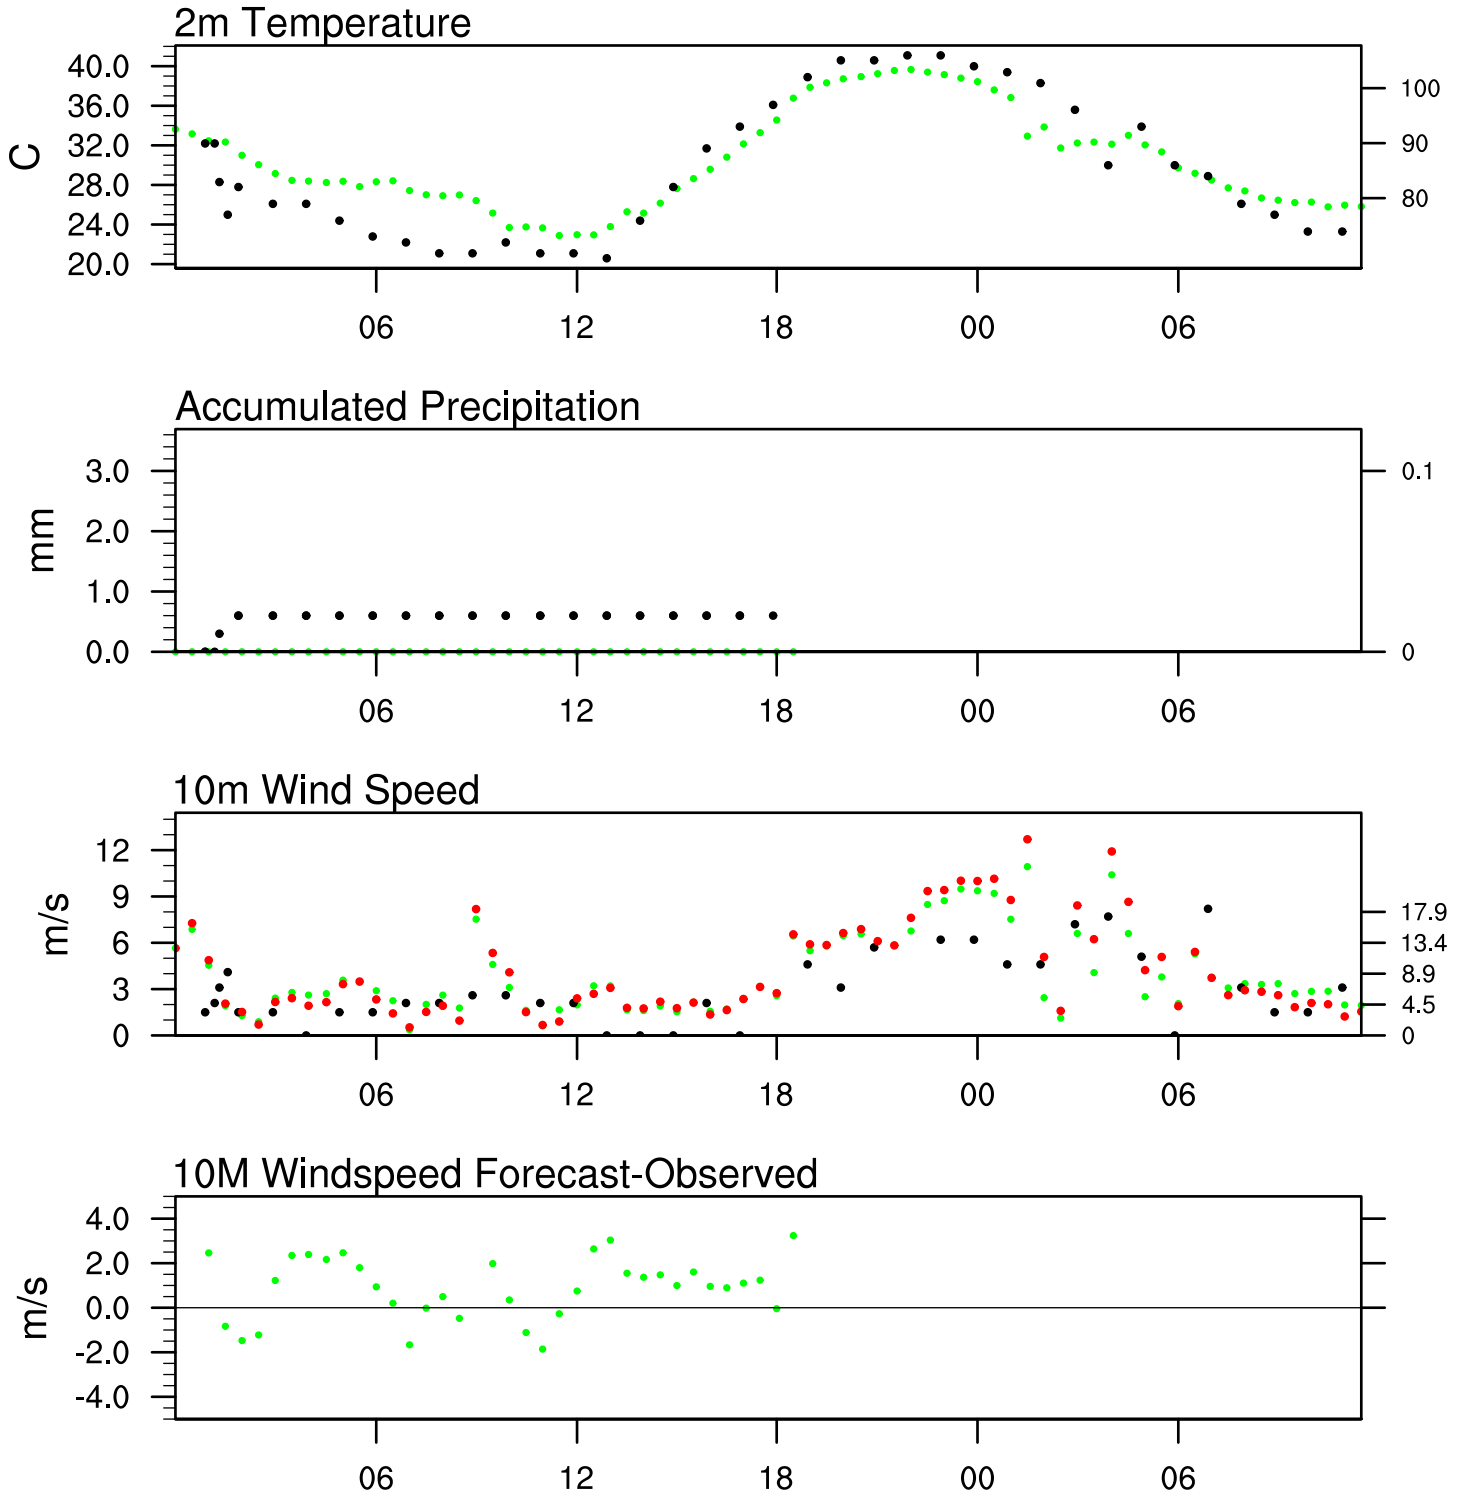 2m Temperature
40.0
36.0
32.0
28.0
24.0
20.0
C
100
90
80
06 12 18 00 06
Accumulated Precipitation
3.0
2.0
1.0
0.0
mm
0.1
0
06 12 18 00 06
10m Wind Speed
12
9
6
3
0
m/s
17.9
13.4
8.9
4.5
0
06 12 18 00 06
10M Windspeed Forecast-Observed
4.0
2.0
0.0
-2.0
-4.0
m/s
06 12 18 00 06